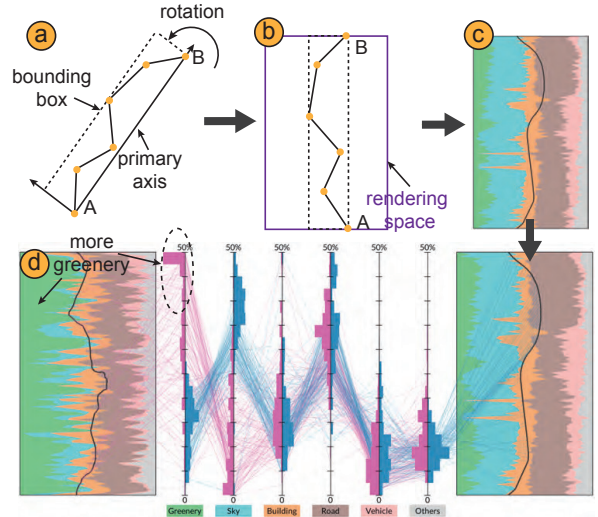 a
rotation
B
bounding
box
primary
axis
A
b
B
A
rendering
space
c
d
more
greenery
50% 50% 50% 50% 50% 50%
0 0 0 0 0 0
Greenery Sky Building Road Vehicle Others